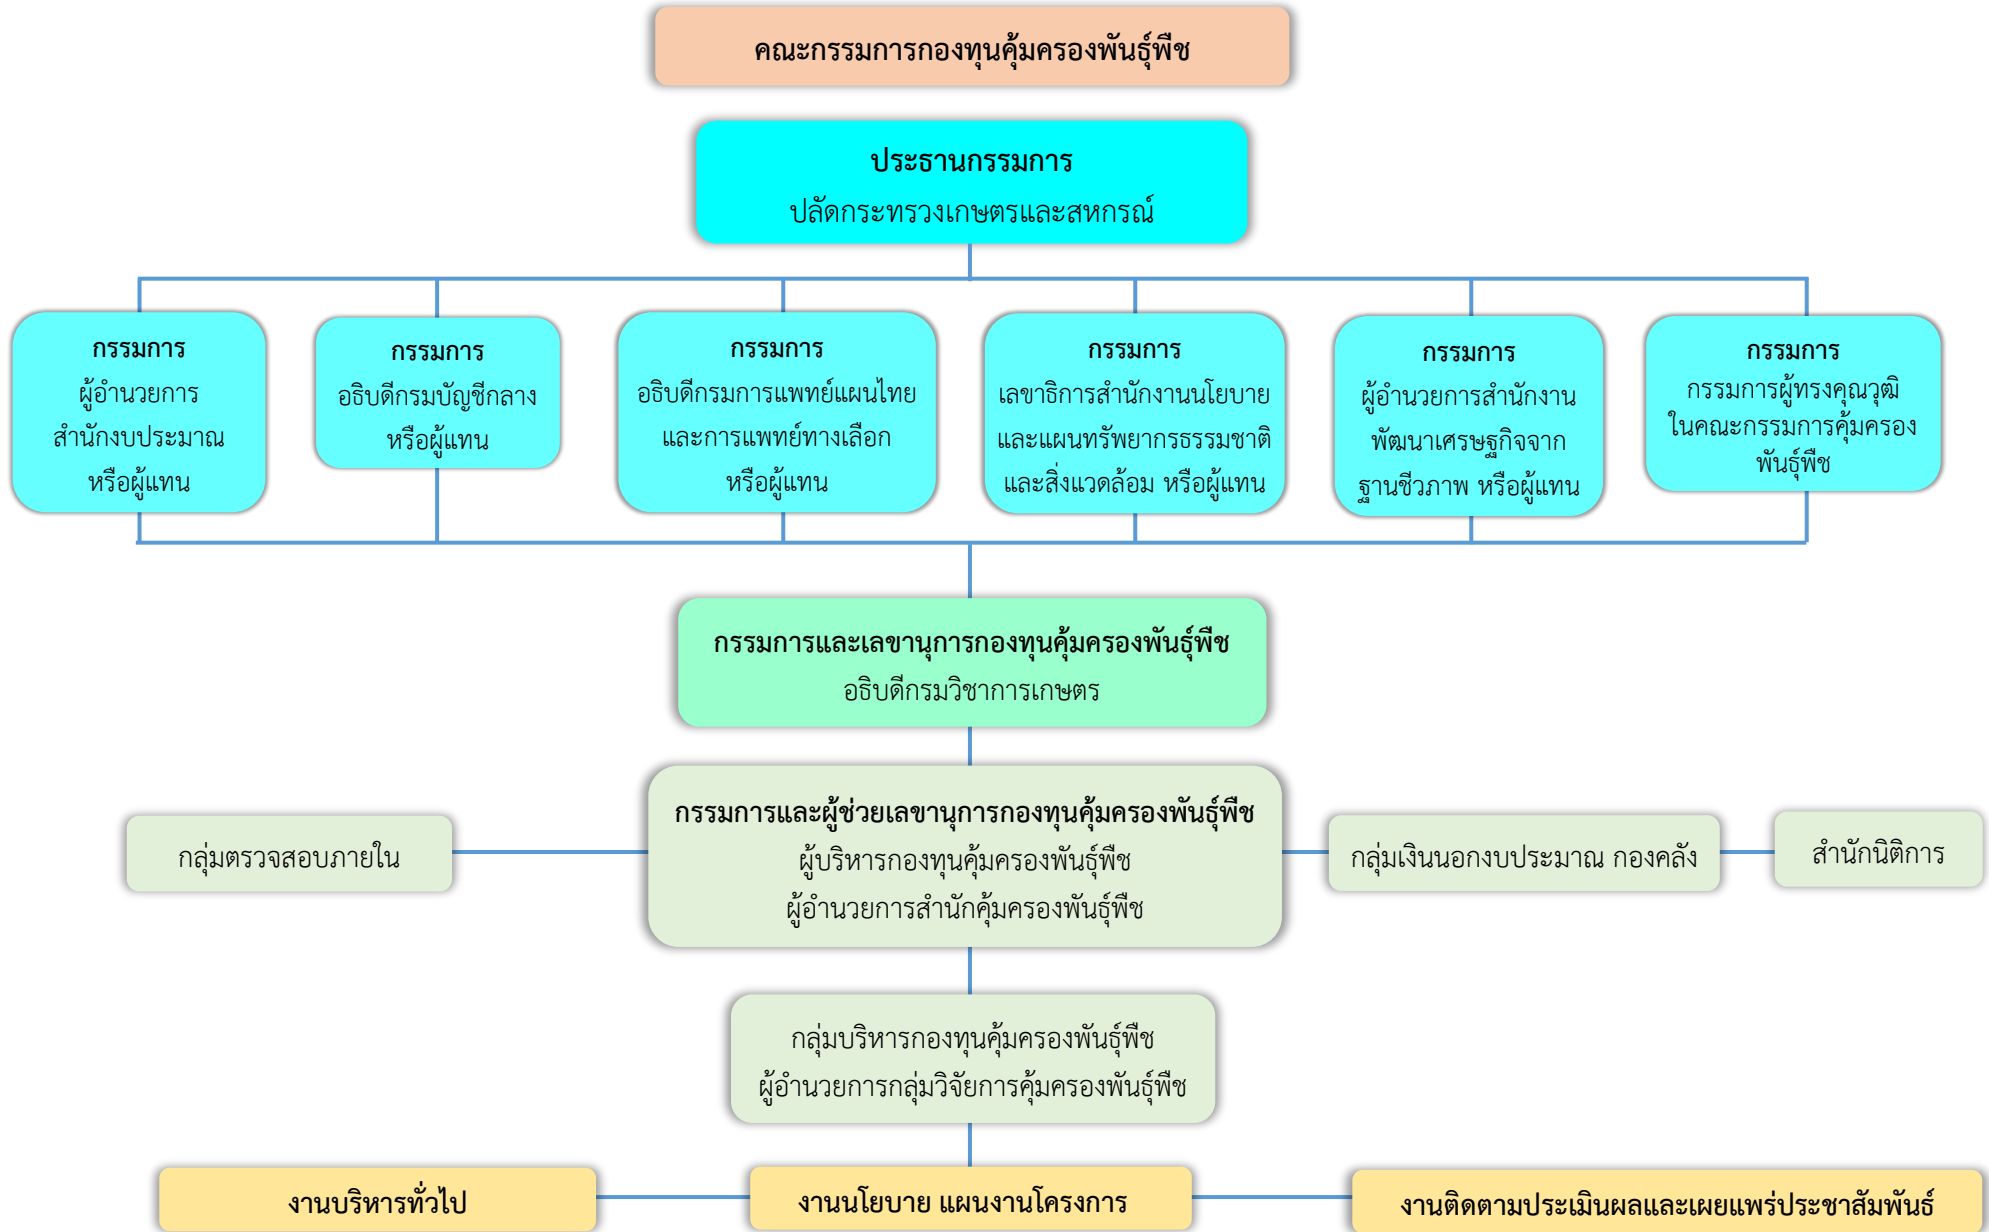 คณะกรรมการกองทุนคุ้มครองพันธุ์พืช
ประธานกรรมการ
ปลัดกระทรวงเกษตรและสหกรณ์
กรรมการ
ผู้อำนวยการ
สำนักงบประมาณ
หรือผู้แทน
กรรมการ
อธิบดีกรมบัญชีกลาง
หรือผู้แทน
กรรมการ
อธิบดีกรมการแพทย์แผนไทย
และการแพทย์ทางเลือก
หรือผู้แทน
กรรมการ
เลขาธิการสำนักงานนโยบาย
และแผนทรัพยากรธรรมชาติ
และสิ่งแวดล้อม หรือผู้แทน
กรรมการ
ผู้อำนวยการสำนักงาน
พัฒนาเศรษฐกิจจาก
ฐานชีวภาพ หรือผู้แทน
กรรมการ
กรรมการผู้ทรงคุณวุฒิ
ในคณะกรรมการคุ้มครอง
พันธุ์พืช
กรรมการและเลขานุการกองทุนคุ้มครองพันธุ์พืช
อธิบดีกรมวิชาการเกษตร
กรรมการและผู้ช่วยเลขานุการกองทุนคุ้มครองพันธุ์พืช
ผู้บริหารกองทุนคุ้มครองพันธุ์พืช
ผู้อำนวยการสำนักคุ้มครองพันธุ์พืช
กลุ่มตรวจสอบภายใน
กลุ่มเงินนอกงบประมาณ กองคลัง
สำนักนิติการ
กลุ่มบริหารกองทุนคุ้มครองพันธุ์พืช
ผู้อำนวยการกลุ่มวิจัยการคุ้มครองพันธุ์พืช
งานบริหารทั่วไป
งานนโยบาย แผนงานโครงการ
งานติดตามประเมินผลและเผยแพร่ประชาสัมพันธ์